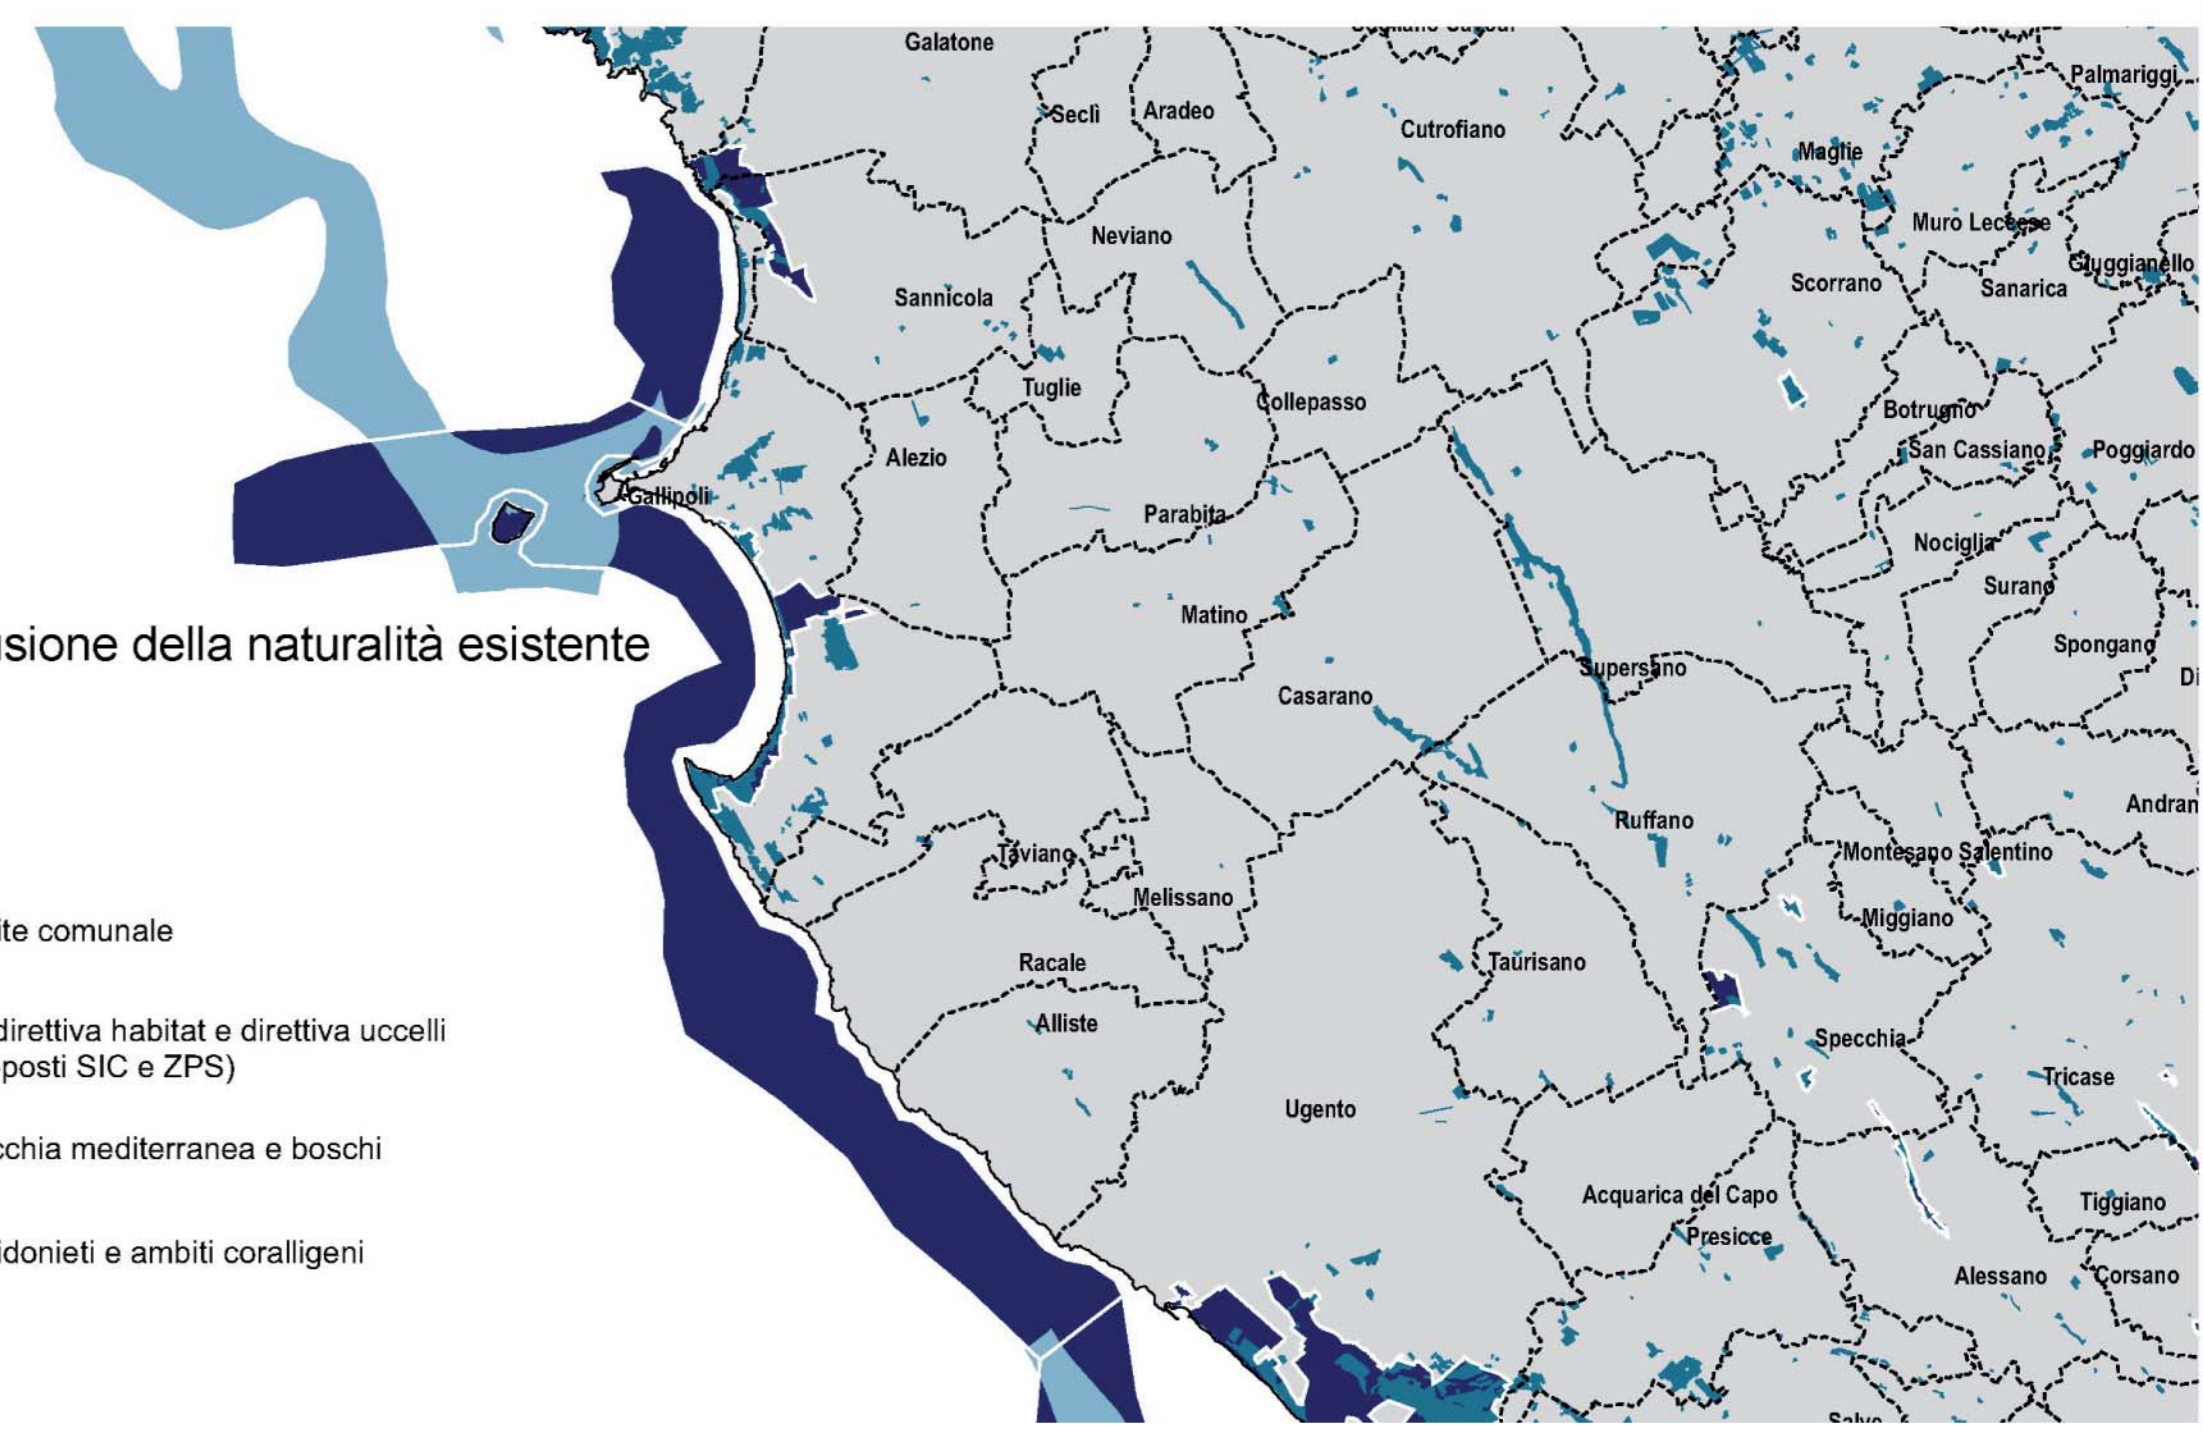 Galatone
Palmariggi
Seclì
Aradeo
Cutrofiano
Maglie
Muro Leccese
Neviano
Giuggianello
Scorrano
Sanarica
Sannicola
Tuglie
Collepasso
Botrugno
San Cassiano
Poggiardo
Alezio
Gallipoli
Parabita
Nociglia
Surano
Matino
usione della naturalità esistente
Spongano
Supersano
Di
Casarano
Andran
Ruffano
Taviano
Montesano Salentino
Melissano
Miggiano
ite comunale
Racale
Taurisano
Alliste
direttiva habitat e direttiva uccelli
posti SIC e ZPS)
Specchia
Tricase
Ugento
cchia mediterranea e boschi
Acquarica del Capo
Tiggiano
Presicce
idonieti e ambiti coralligeni
Alessano
Corsano
Salve